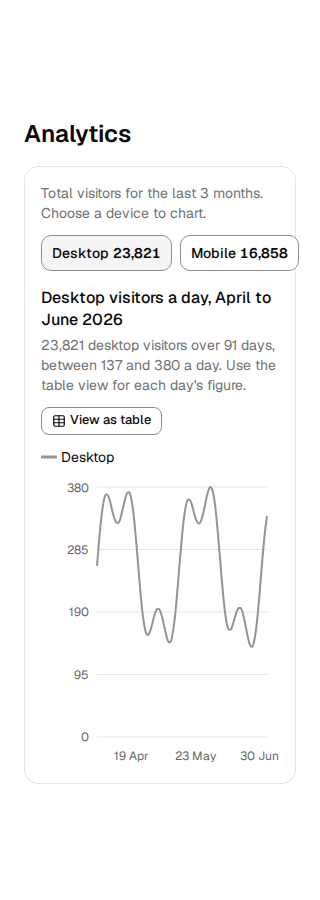 Analytics
Total visitors for the last 3 months.
Choose a device to chart.
Desktop 23,821
Mobile 16,858
Desktop visitors a day, April to
June 2026
23,821 desktop visitors over 91 days,
between 137 and 380 a day. Use the
table view for each day's figure.
View as table
Desktop
380
285
190
95
0
19 Apr
23 May
30 Jun